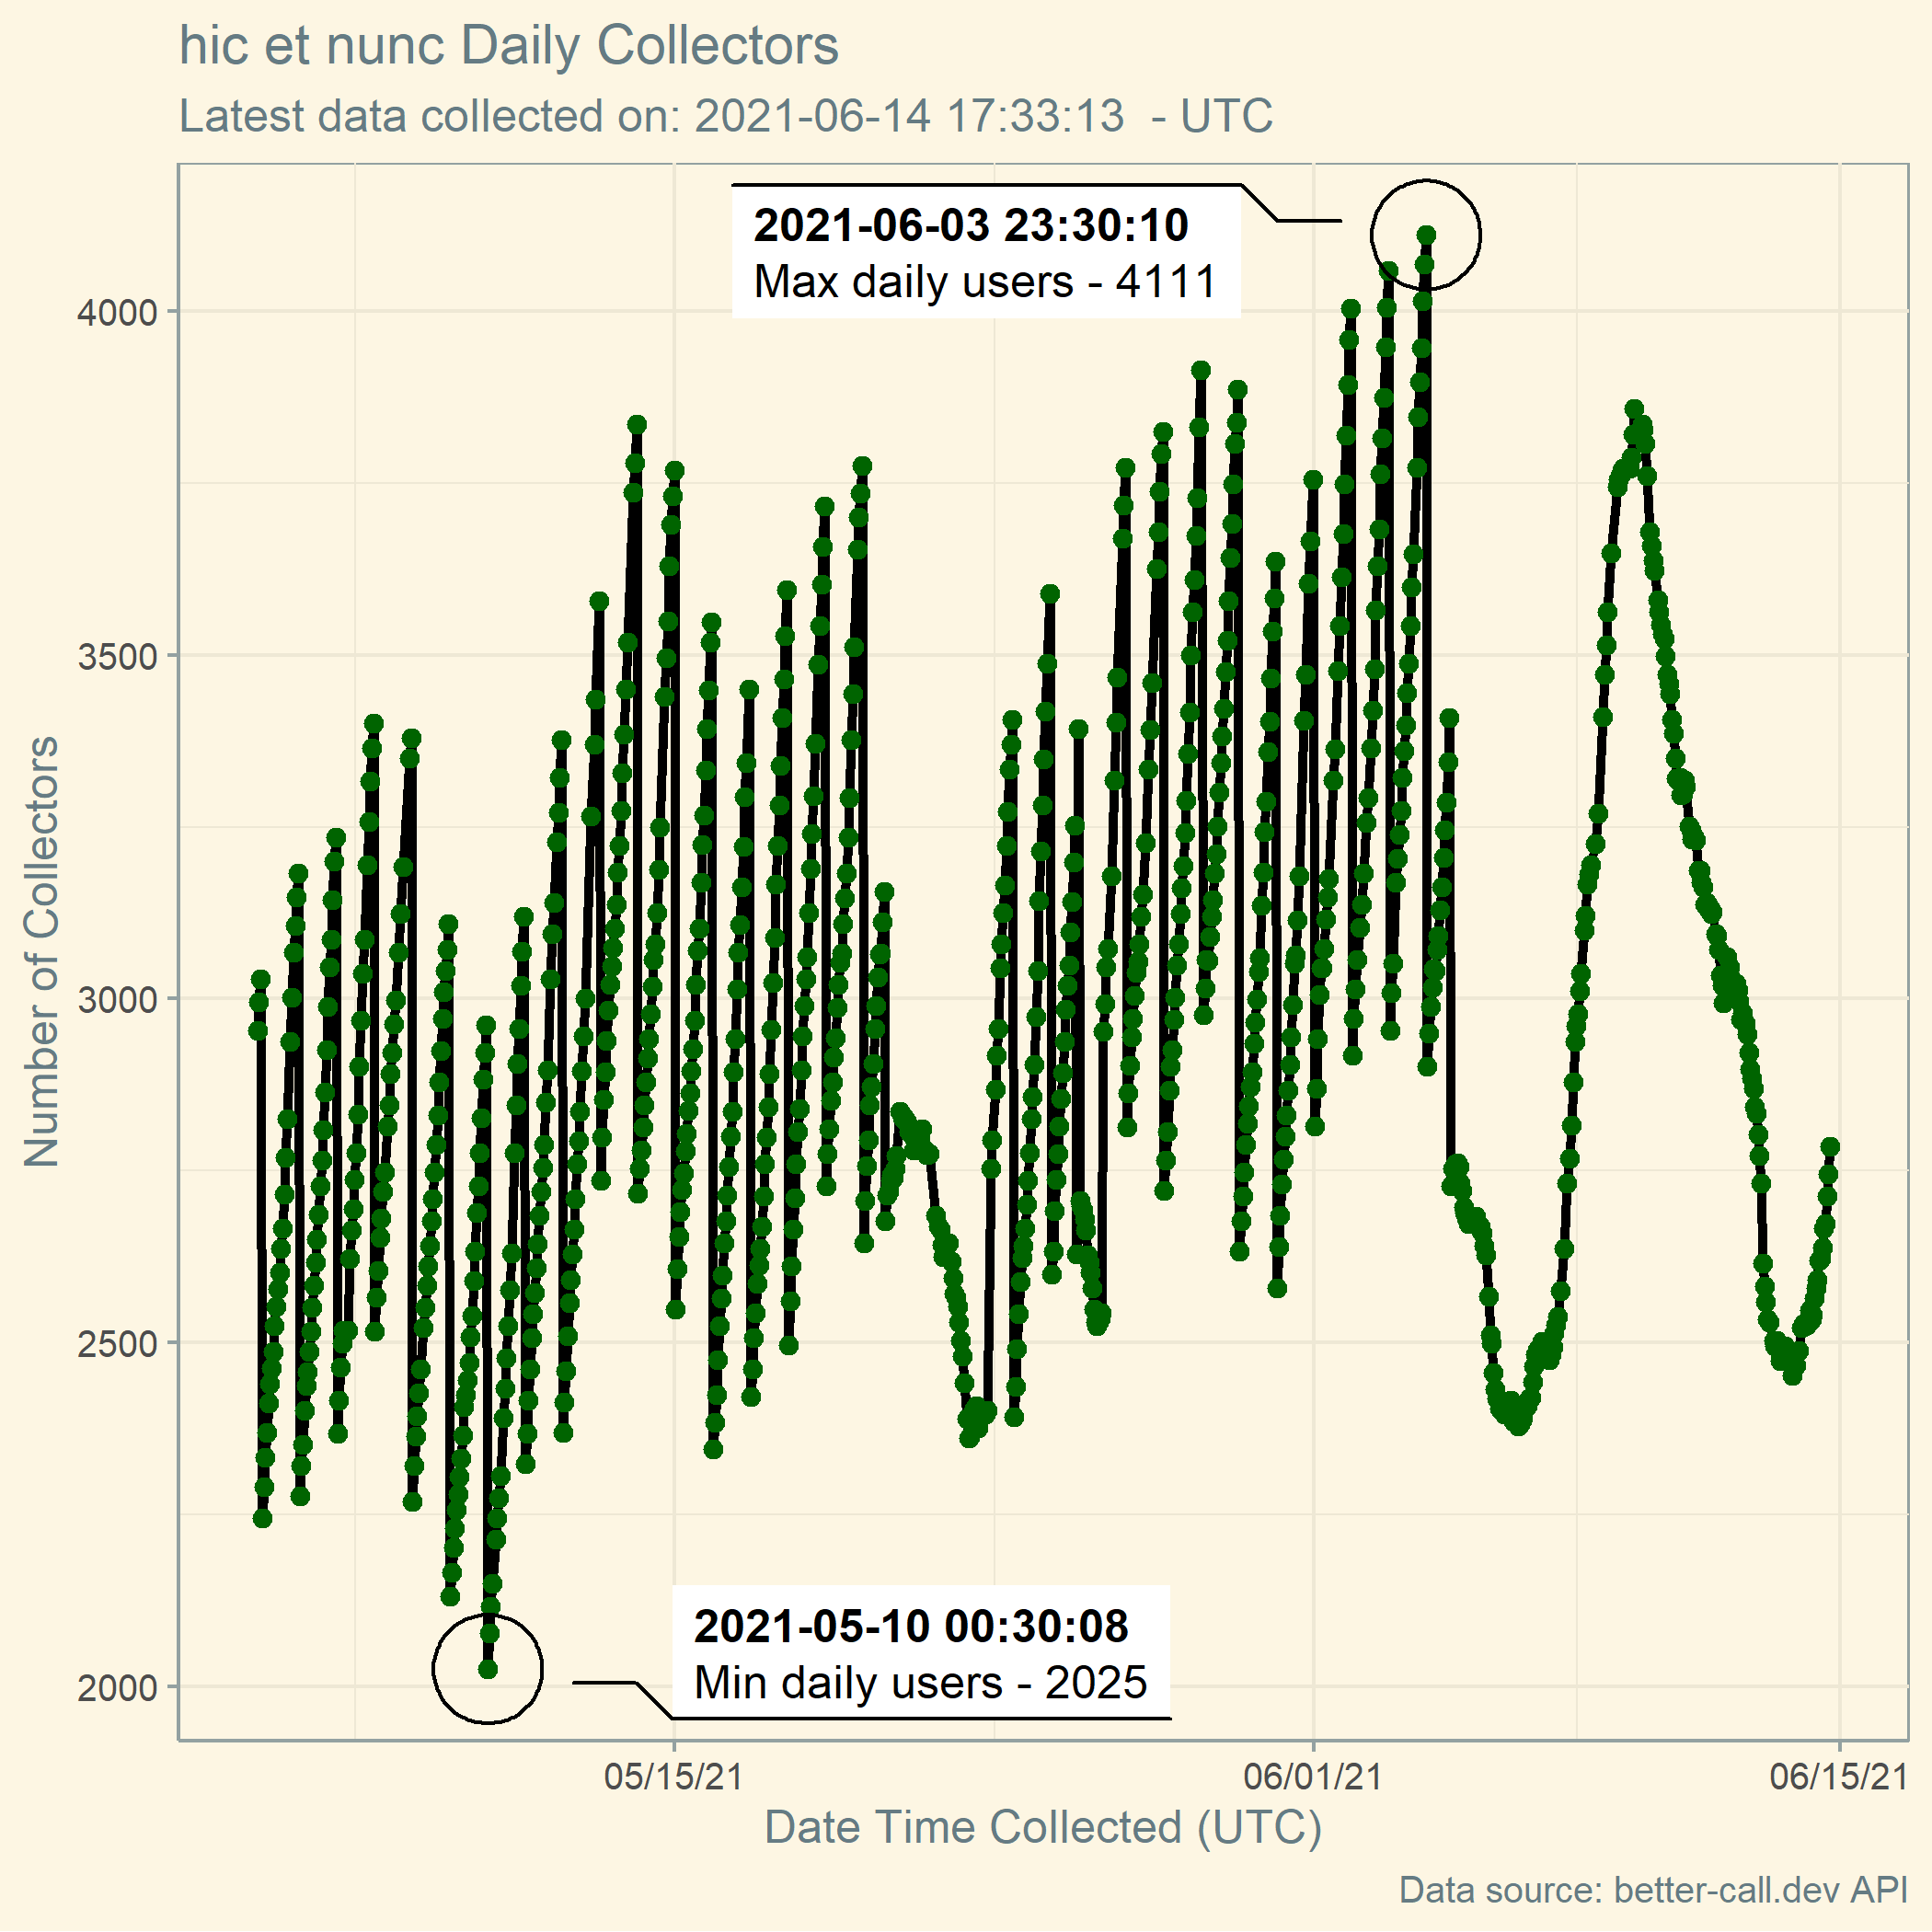 hic et nunc Daily Collectors
Latest data collected on: 2021-06-14 17:33:13  - UTC
2021-06-03 23:30:10
Max daily users - 4111
4000
3500
3000
2500
2000
Number of Collectors
2021-05-10 00:30:08
Min daily users - 2025
05/15/21
06/01/21
06/15/21
Date Time Collected (UTC)
Data source: better-call.dev API